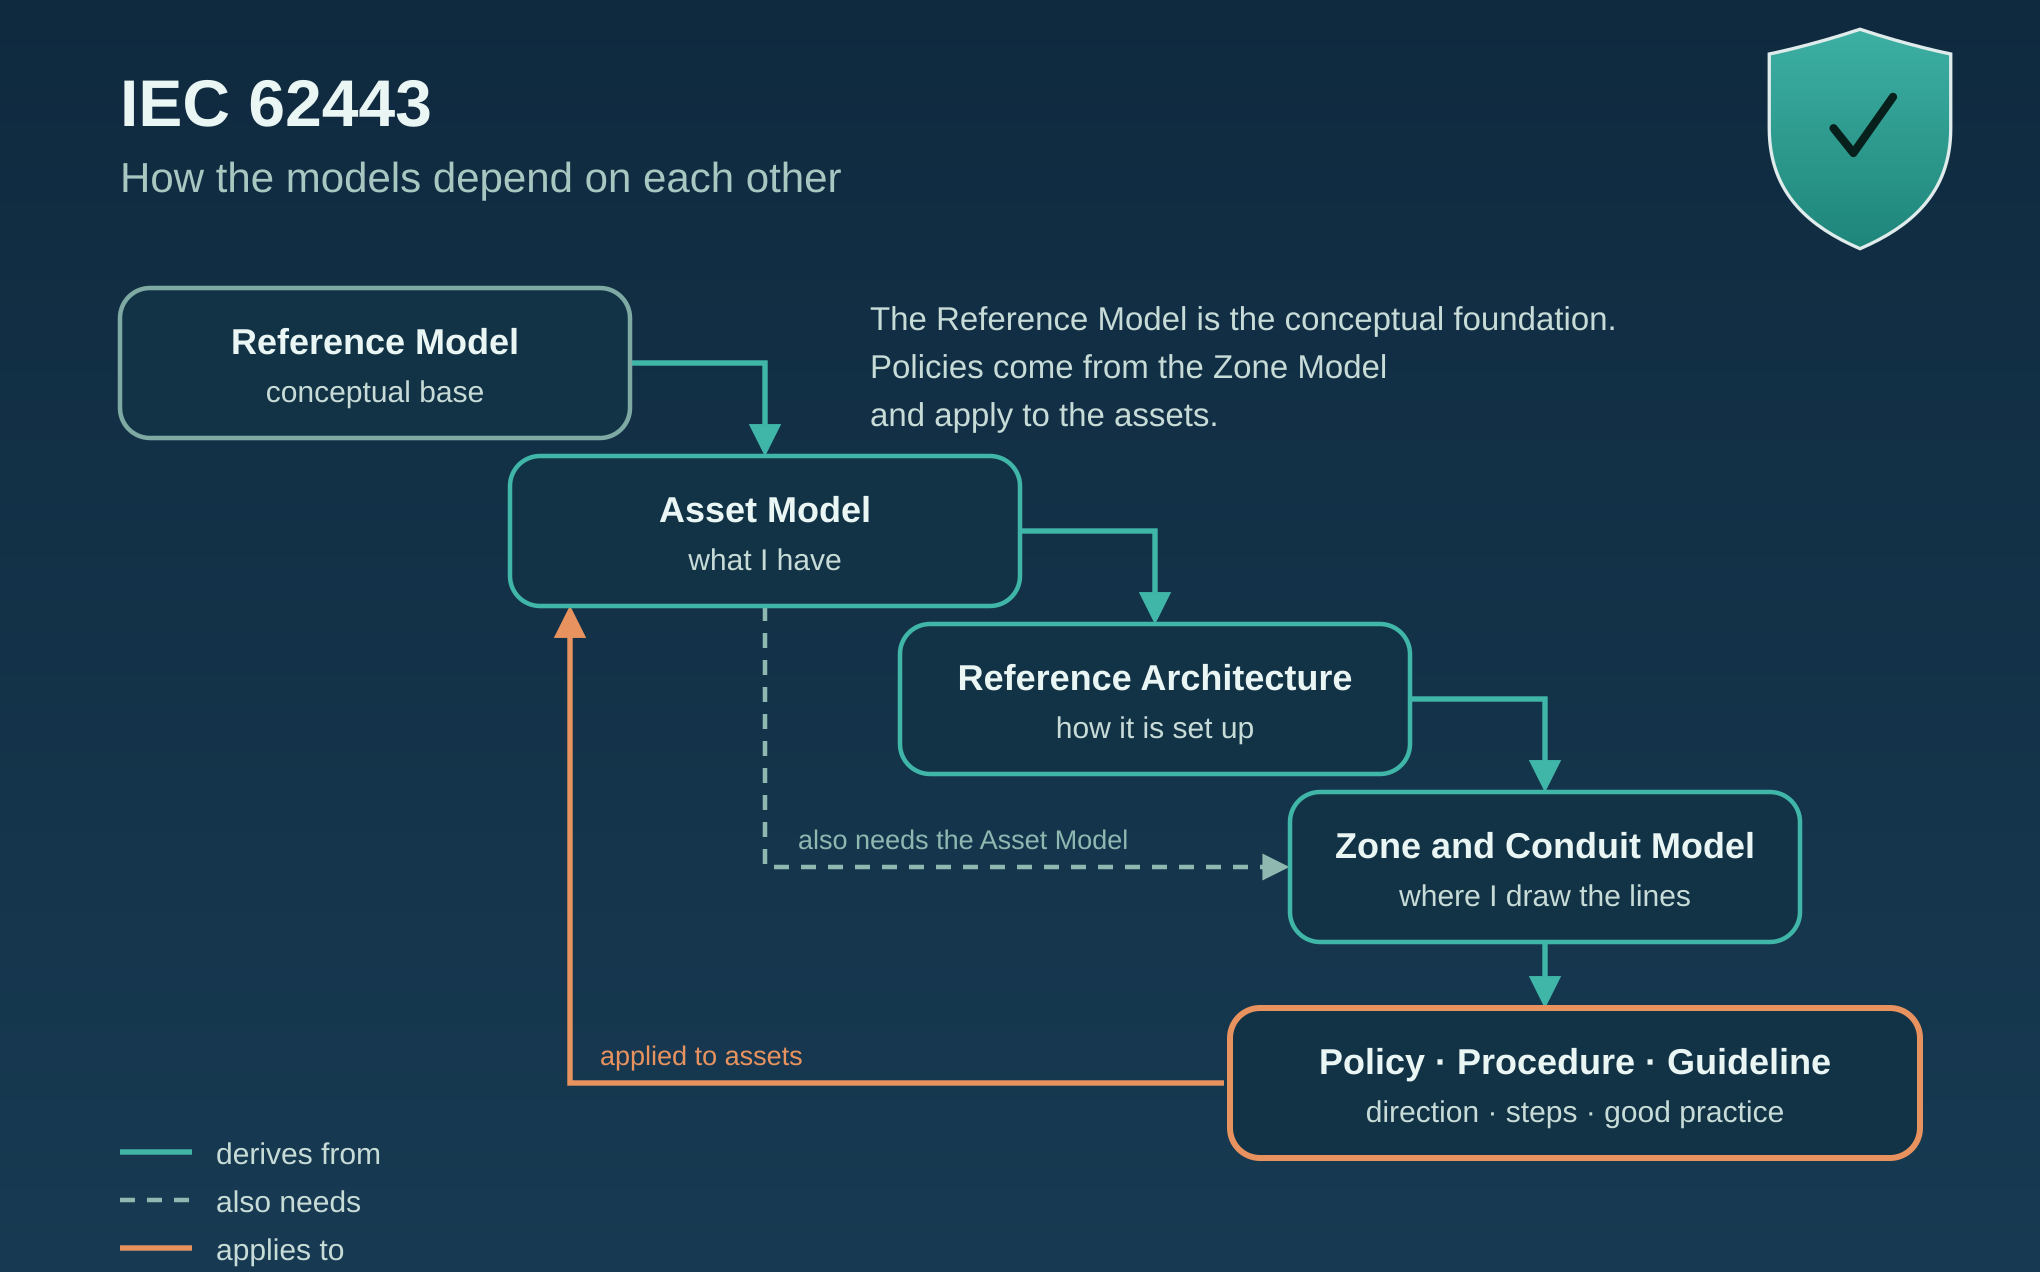 IEC 62443
How the models depend on each other
Reference Model
conceptual base
The Reference Model is the conceptual foundation.
Policies come from the Zone Model
and apply to the assets.
Asset Model
what I have
Reference Architecture
how it is set up
also needs the Asset Model
Zone and Conduit Model
where I draw the lines
applied to assets
Policy · Procedure · Guideline
direction · steps · good practice
derives from
also needs
applies to